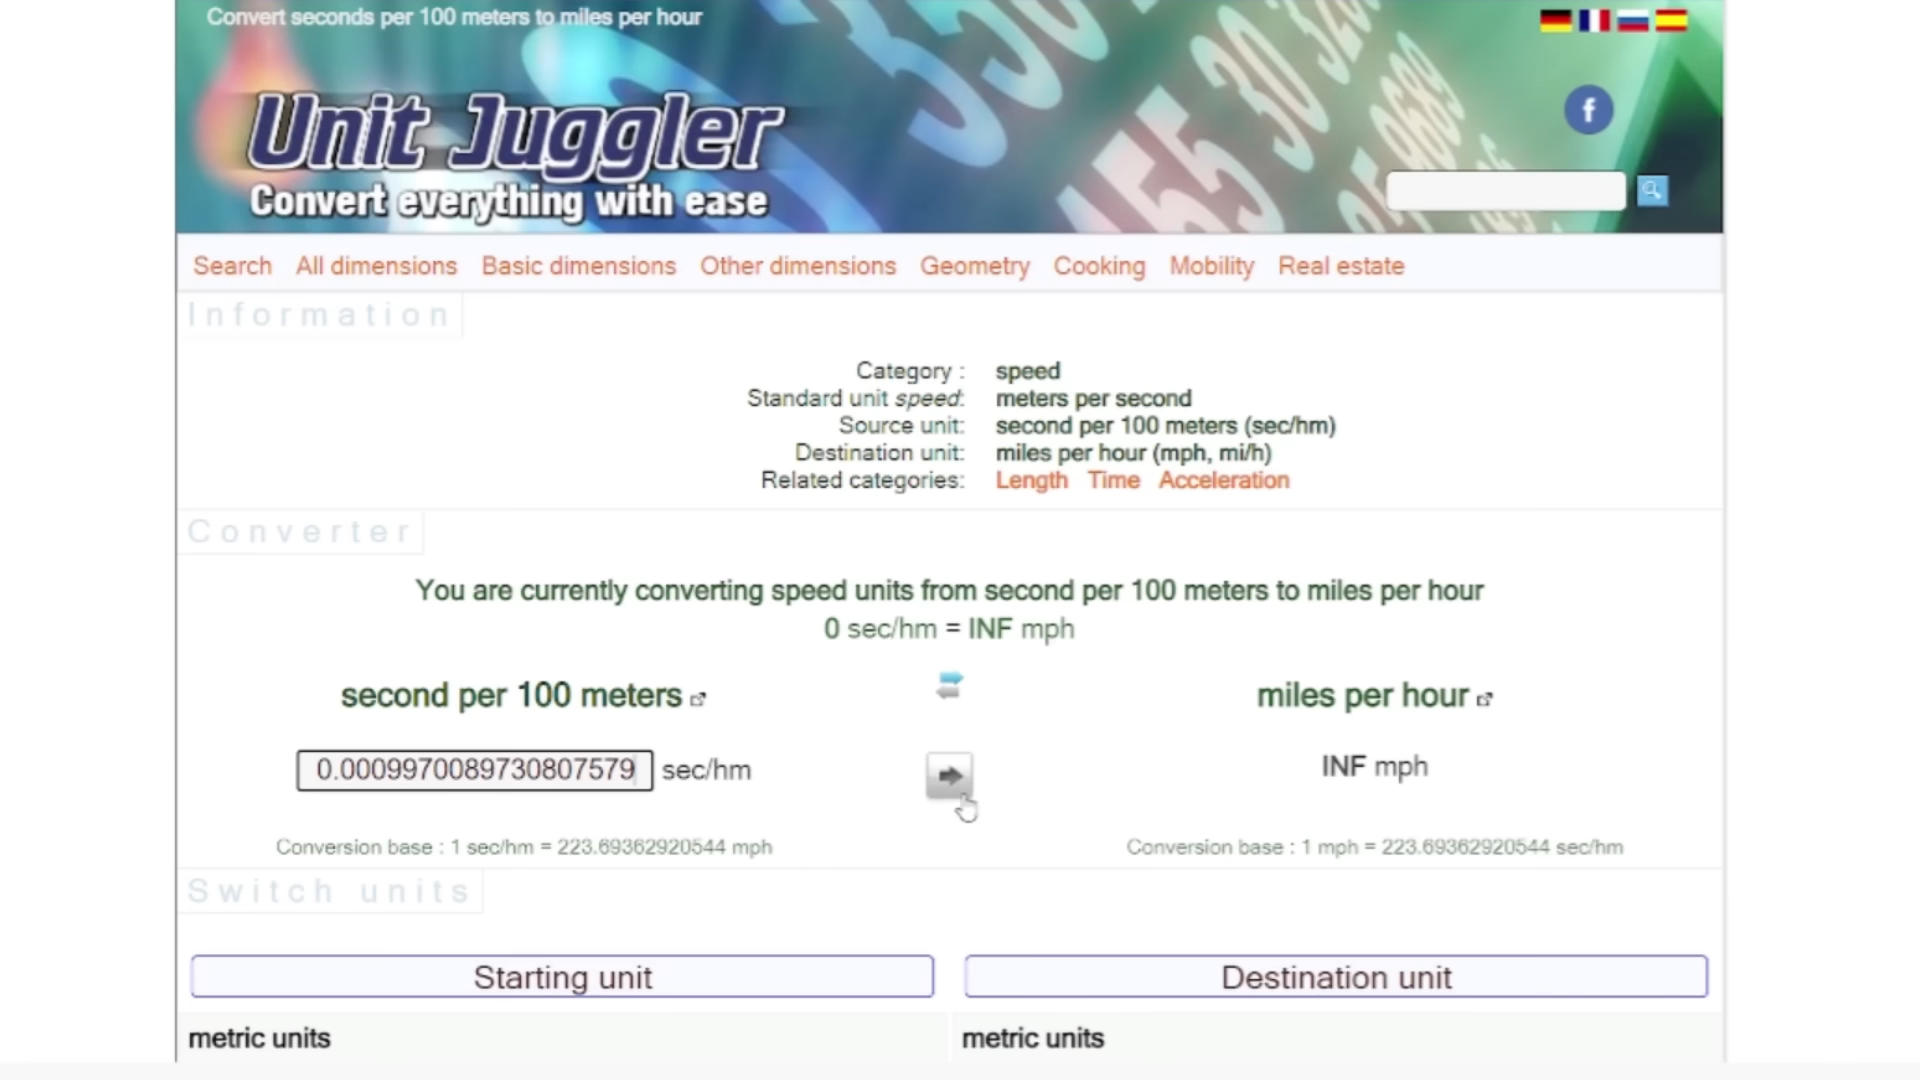 Convert seconds per 100 meters to miles per hour
f
Unit Juggler
Convert everything with ease
Search All dimensions Basic dimensions Other dimensions Geometry Cooking Mobility Real estate
Information
Category : speed
Standard unit speed: meters per second
Source unit: second per 100 meters (sec/hm)
Destination unit: miles per hour (mph, mi/h)
Related categories: Length Time Acceleration
Converter
You are currently converting speed units from second per 100 meters to miles per hour
0 sec/hm = INF mph
second per 100 meters miles per hour
0.0009970089730807579 sec/hm INF mph
Conversion base : 1 sec/hm = 223.69362920544 mph Conversion base : 1 mph = 223.69362920544 sec/hm
Switch units
Starting unit Destination unit
metric units metric units